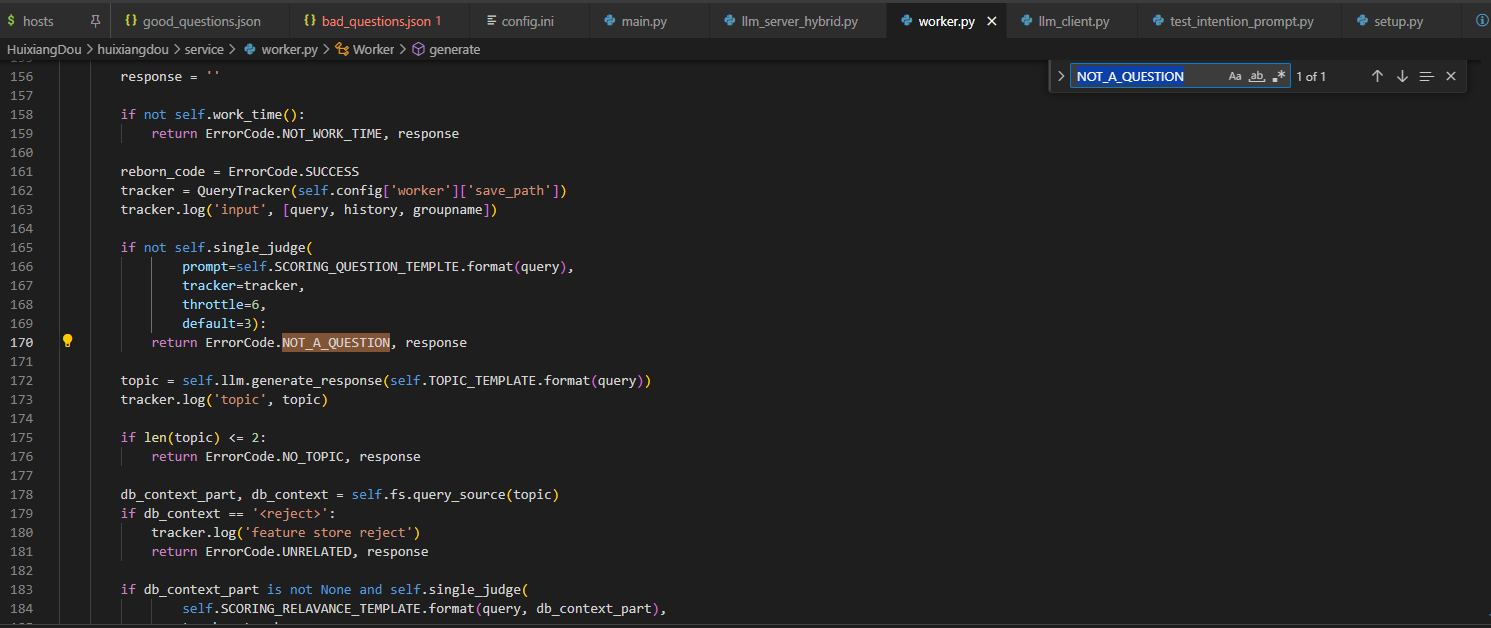 $ hosts {} good_questions.json {} bad_questions.json 1 config.ini main.py llm_server_hybrid.py worker.py llm_client.py test_intention_prompt.py setup.py
HuixiangDou > huixiangdou > service > worker.py > Worker > generate
NOT_A_QUESTION Aa ab .* 1 of 1
156 response = ''
157
158 if not self.work_time():
159 return ErrorCode.NOT_WORK_TIME, response
160
161 reborn_code = ErrorCode.SUCCESS
162 tracker = QueryTracker(self.config['worker']['save_path'])
163 tracker.log('input', [query, history, groupname])
164
165 if not self.single_judge(
166 prompt=self.SCORING_QUESTION_TEMPLTE.format(query),
167 tracker=tracker,
168 throttle=6,
169 default=3):
170 return ErrorCode.NOT_A_QUESTION, response
171
172 topic = self.llm.generate_response(self.TOPIC_TEMPLATE.format(query))
173 tracker.log('topic', topic)
174
175 if len(topic) <= 2:
176 return ErrorCode.NO_TOPIC, response
177
178 db_context_part, db_context = self.fs.query_source(topic)
179 if db_context == '<reject>':
180 tracker.log('feature store reject')
181 return ErrorCode.UNRELATED, response
182
183 if db_context_part is not None and self.single_judge(
184 self.SCORING_RELAVANCE_TEMPLATE.format(query, db_context_part),